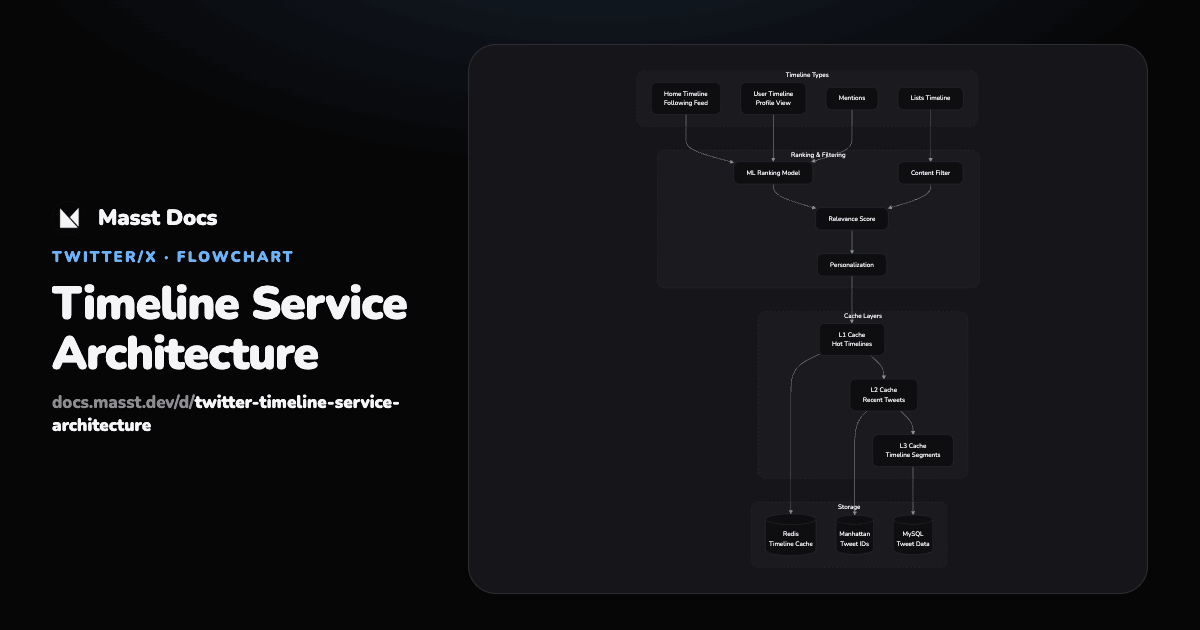 Masst Docs
TWITTER/X · FLOWCHART
Timeline Service
Architecture
docs.masst.dev/d/twitter-timeline-service-
architecture
Timeline Types
Home Timeline
Following Feed
User Timeline
Profile View
Mentions
Lists Timeline
Ranking & Filtering
ML Ranking Model
Content Filter
Relevance Score
Personalization
Cache Layers
L1 Cache
Hot Timelines
L2 Cache
Recent Tweets
L3 Cache
Timeline Segments
Storage
Redis
Timeline Cache
Manhattan
Tweet IDs
MySQL
Tweet Data